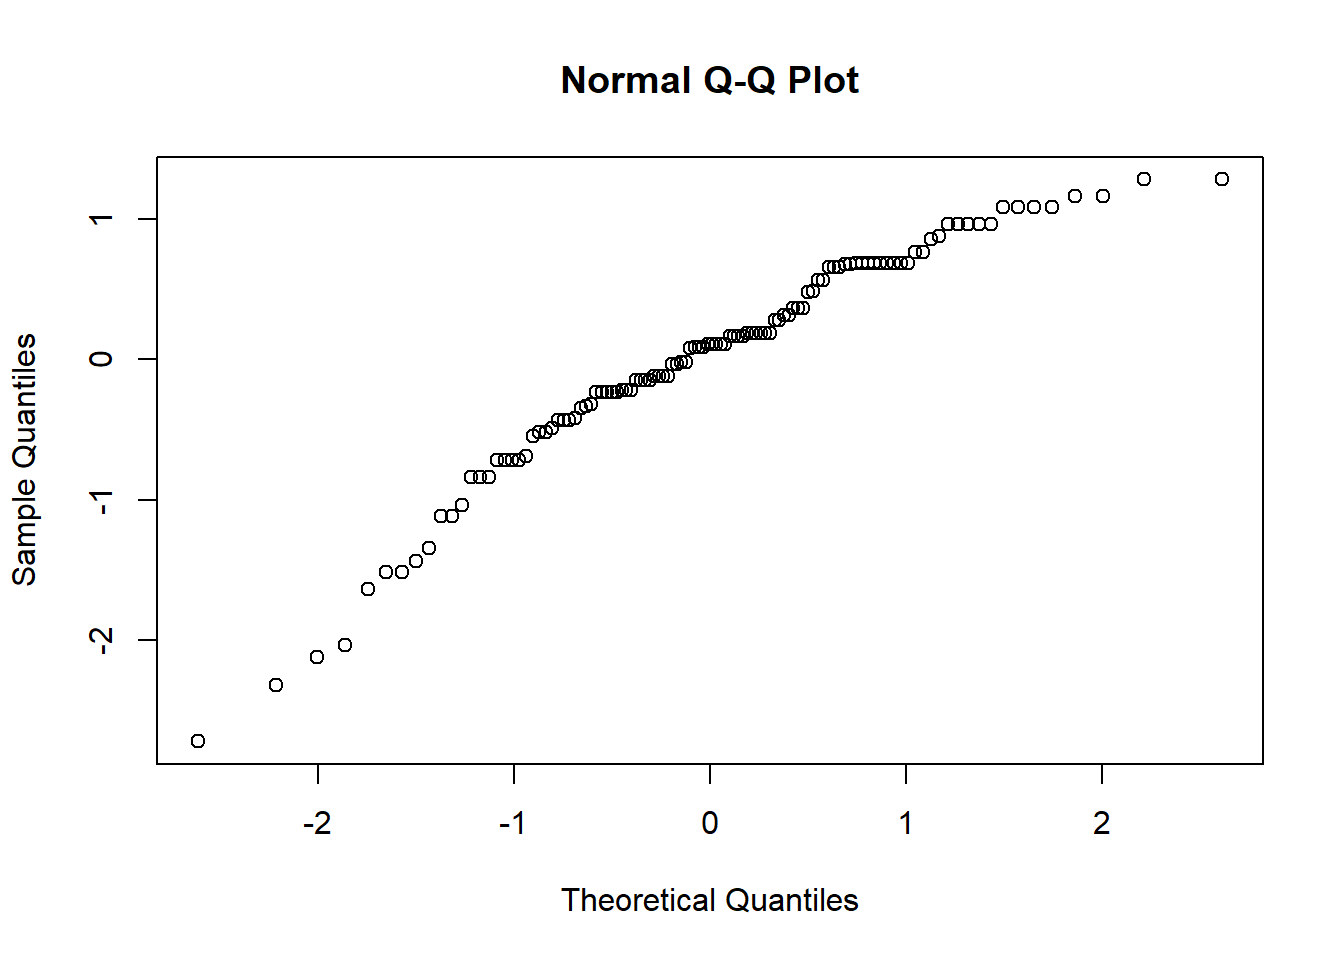 Normal Q-Q Plot
Sample Quantiles
1
0
-1
-2
-2 -1 0 1 2
Theoretical Quantiles